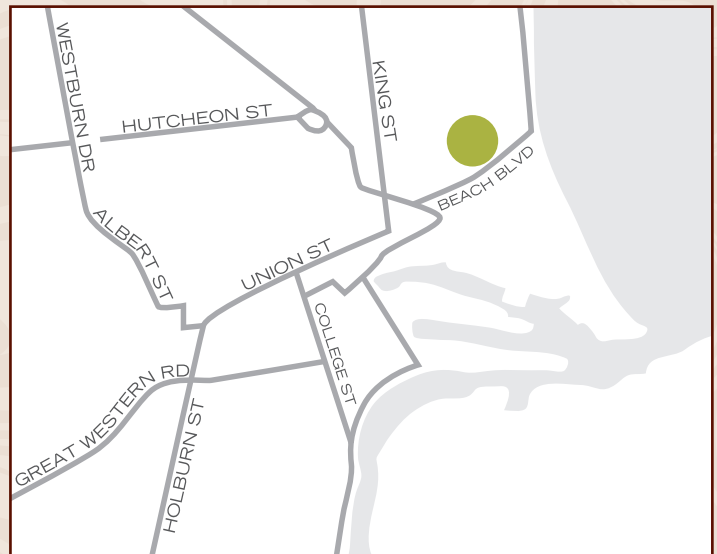 WESTBURN DR
HUTCHEON ST
KING ST
BEACH BLVD
ALBERT ST
UNION ST
COLLEGE ST
GREAT WESTERN RD
HOLBURN ST